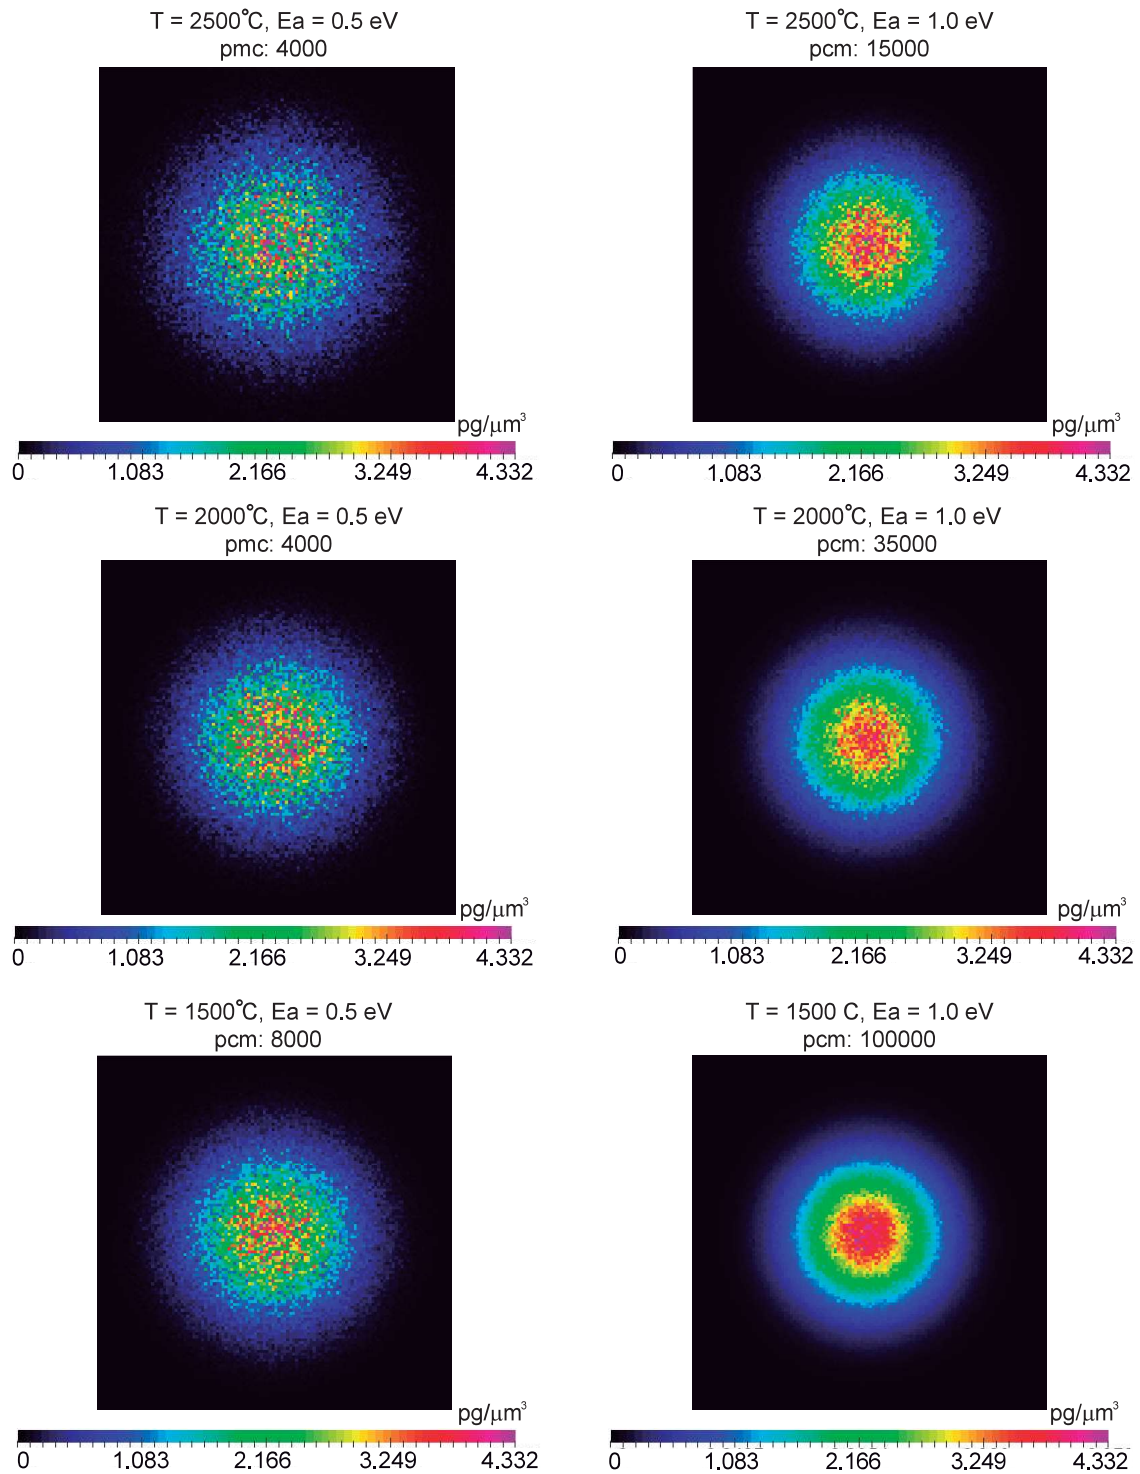 T = 2500°C, Ea = 0.5 eV
pmc: 4000
pg/μm³
0 1.083 2.166 3.249 4.332
T = 2500°C, Ea = 1.0 eV
pcm: 15000
pg/μm³
0 1.083 2.166 3.249 4.332
T = 2000°C, Ea = 0.5 eV
pmc: 4000
pg/μm³
0 1.083 2.166 3.249 4.332
T = 2000°C, Ea = 1.0 eV
pcm: 35000
pg/μm³
0 1.083 2.166 3.249 4.332
T = 1500°C, Ea = 0.5 eV
pcm: 8000
pg/μm³
0 1.083 2.166 3.249 4.332
T = 1500 C, Ea = 1.0 eV
pcm: 100000
pg/μm³
0 1.083 2.166 3.249 4.332